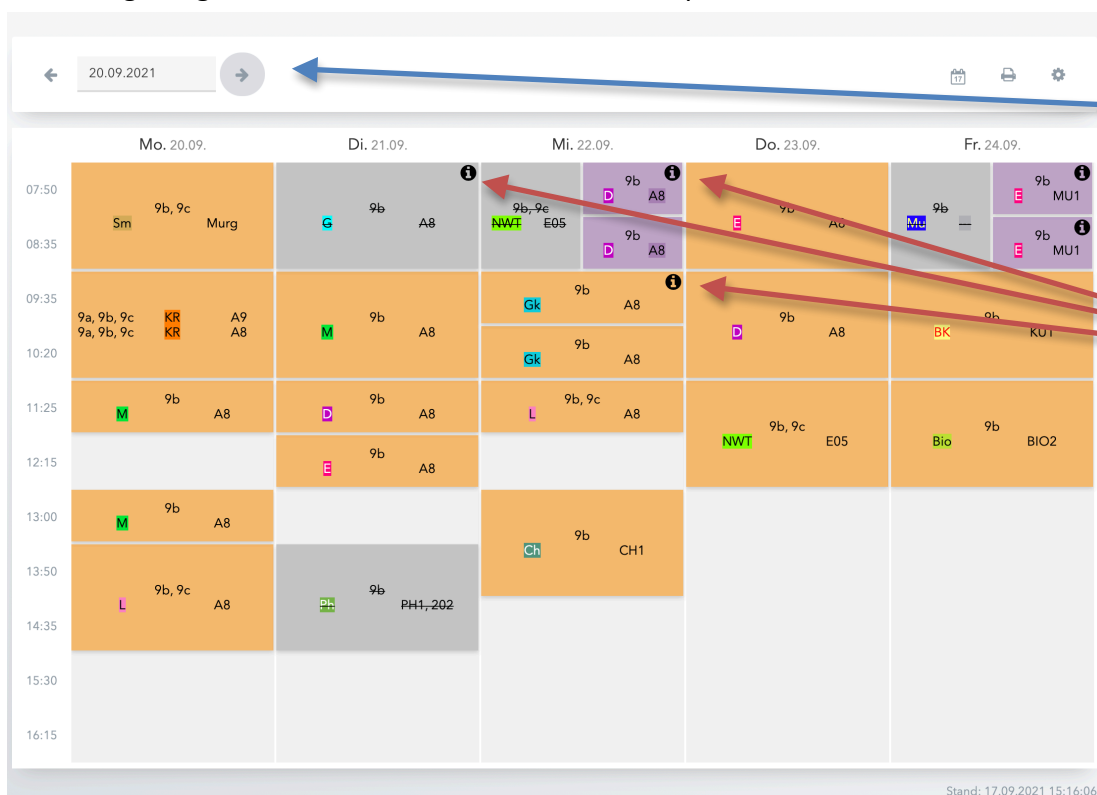 20.09.2021
17
Mo. 20.09. Di. 21.09. Mi. 22.09. Do. 23.09. Fr. 24.09.
07:50
08:35
9b, 9c
Sm Murg
9b
G A8
9b, 9c
NWT E05
9b
D A8
9b
D A8
9b
E A8
9b
Mu —
9b
E MU1
9b
E MU1
09:35
10:20
9a, 9b, 9c KR A9
9a, 9b, 9c KR A8
9b
M A8
9b
Gk A8
9b
Gk A8
9b
D A8
9b
BK KU1
11:25
9b
M A8
9b
D A8
9b, 9c
L A8
9b, 9c
NWT E05
9b
Bio BIO2
12:15
9b
E A8
13:00
9b
M A8
9b
Ch CH1
13:50
14:35
9b, 9c
L A8
9b
Ph PH1, 202
15:30
16:15
Stand: 17.09.2021 15:16:06